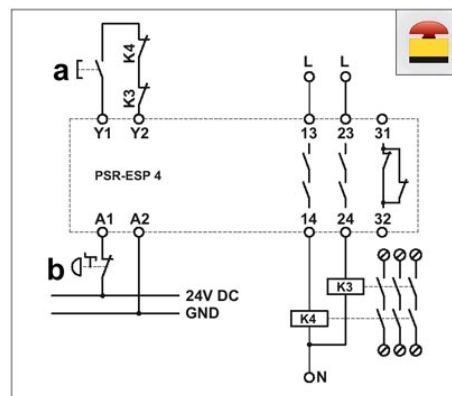 L L
a
K4
K3
Y1 Y2 13 23 31
PSR-ESP 4
A1 A2 14 24 32
b
K3
24V DC
GND
K4
N